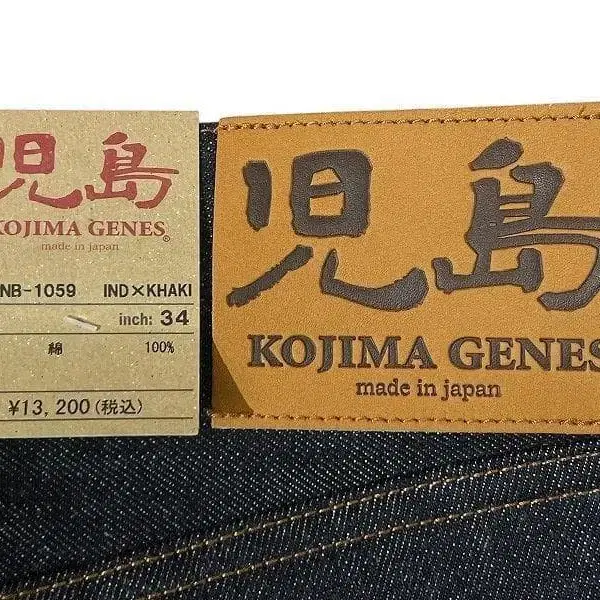 児島
KOJIMA GENES®
made in japan
NB-1059 IND×KHAKI
inch: 34
綿 100%
¥13,200(税込)
児島
KOJIMA GENES
made in japan